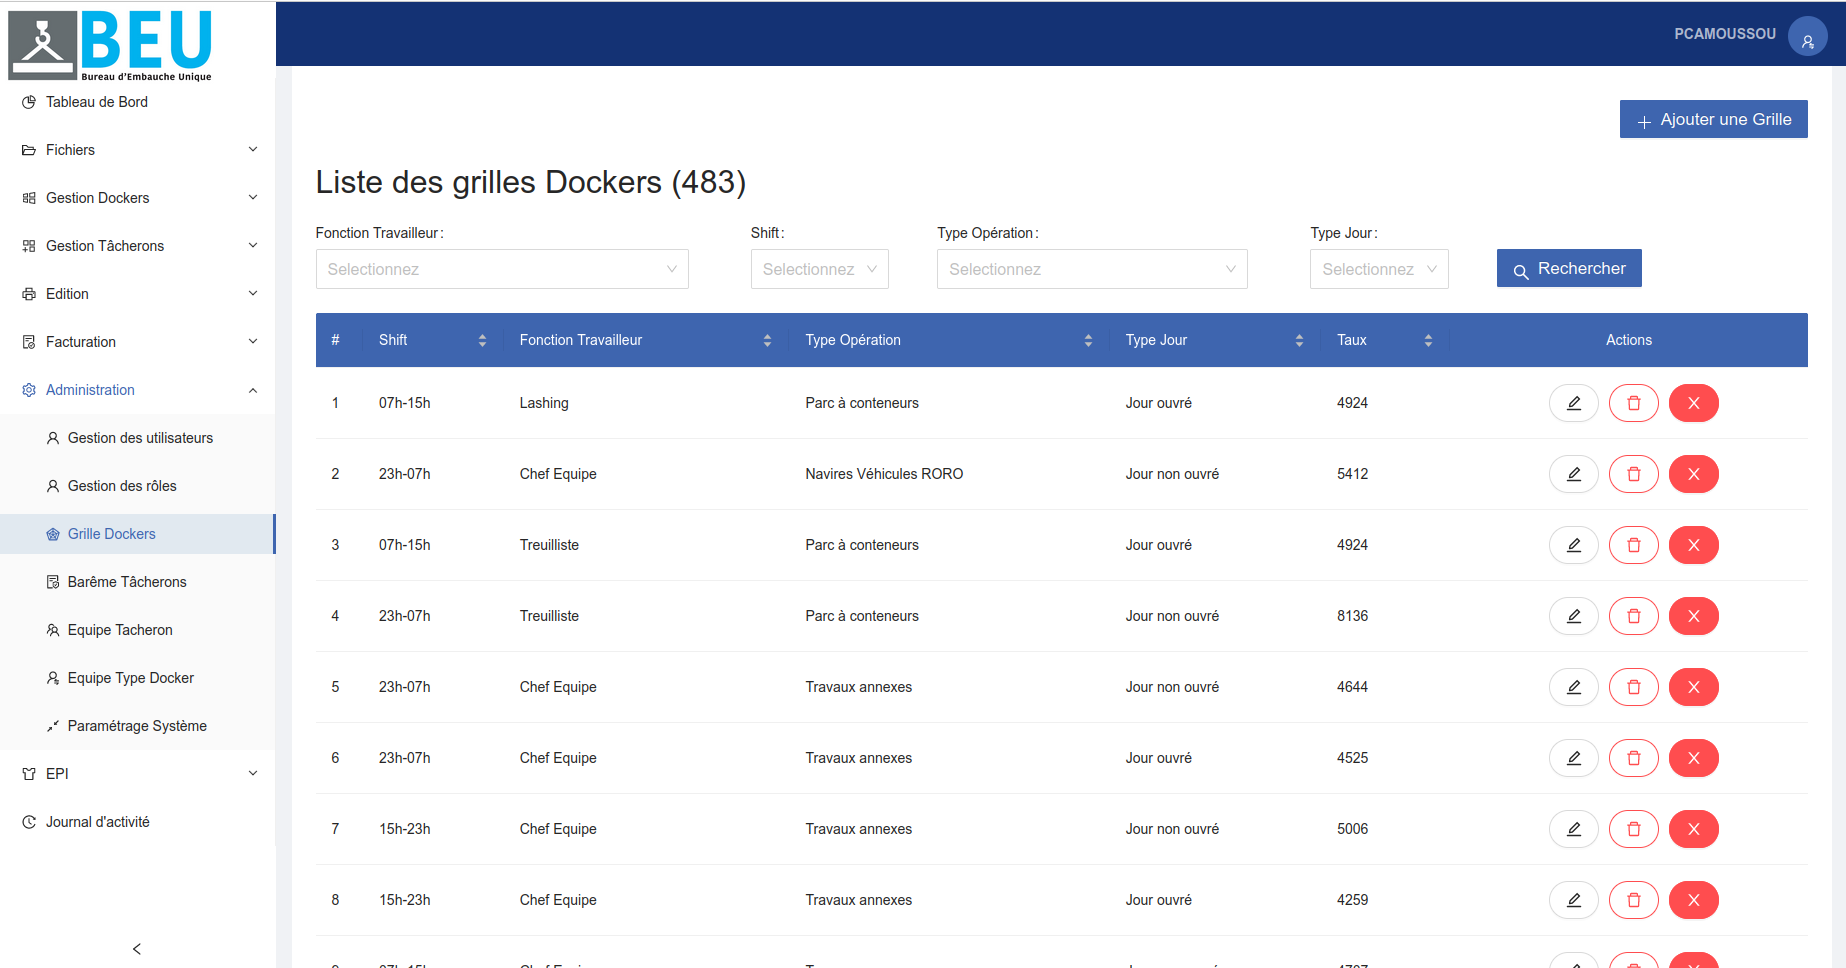 BEU
Bureau d'Embauche Unique
PCAMOUSSOU
Tableau de Bord
Fichiers
Gestion Dockers
Gestion Tâcherons
Edition
Facturation
Administration
Gestion des utilisateurs
Gestion des rôles
Grille Dockers
Barême Tâcherons
Equipe Tacheron
Equipe Type Docker
Paramétrage Système
EPI
Journal d'activité
Ajouter une Grille
Liste des grilles Dockers (483)
Fonction Travailleur : Shift : Type Opération : Type Jour :
Selectionnez Selectionnez Selectionnez Selectionnez Rechercher
# Shift Fonction Travailleur Type Opération Type Jour Taux Actions
1 07h-15h Lashing Parc à conteneurs Jour ouvré 4924
2 23h-07h Chef Equipe Navires Véhicules RORO Jour non ouvré 5412
3 07h-15h Treuilliste Parc à conteneurs Jour ouvré 4924
4 23h-07h Treuilliste Parc à conteneurs Jour non ouvré 8136
5 23h-07h Chef Equipe Travaux annexes Jour non ouvré 4644
6 23h-07h Chef Equipe Travaux annexes Jour ouvré 4525
7 15h-23h Chef Equipe Travaux annexes Jour non ouvré 5006
8 15h-23h Chef Equipe Travaux annexes Jour ouvré 4259